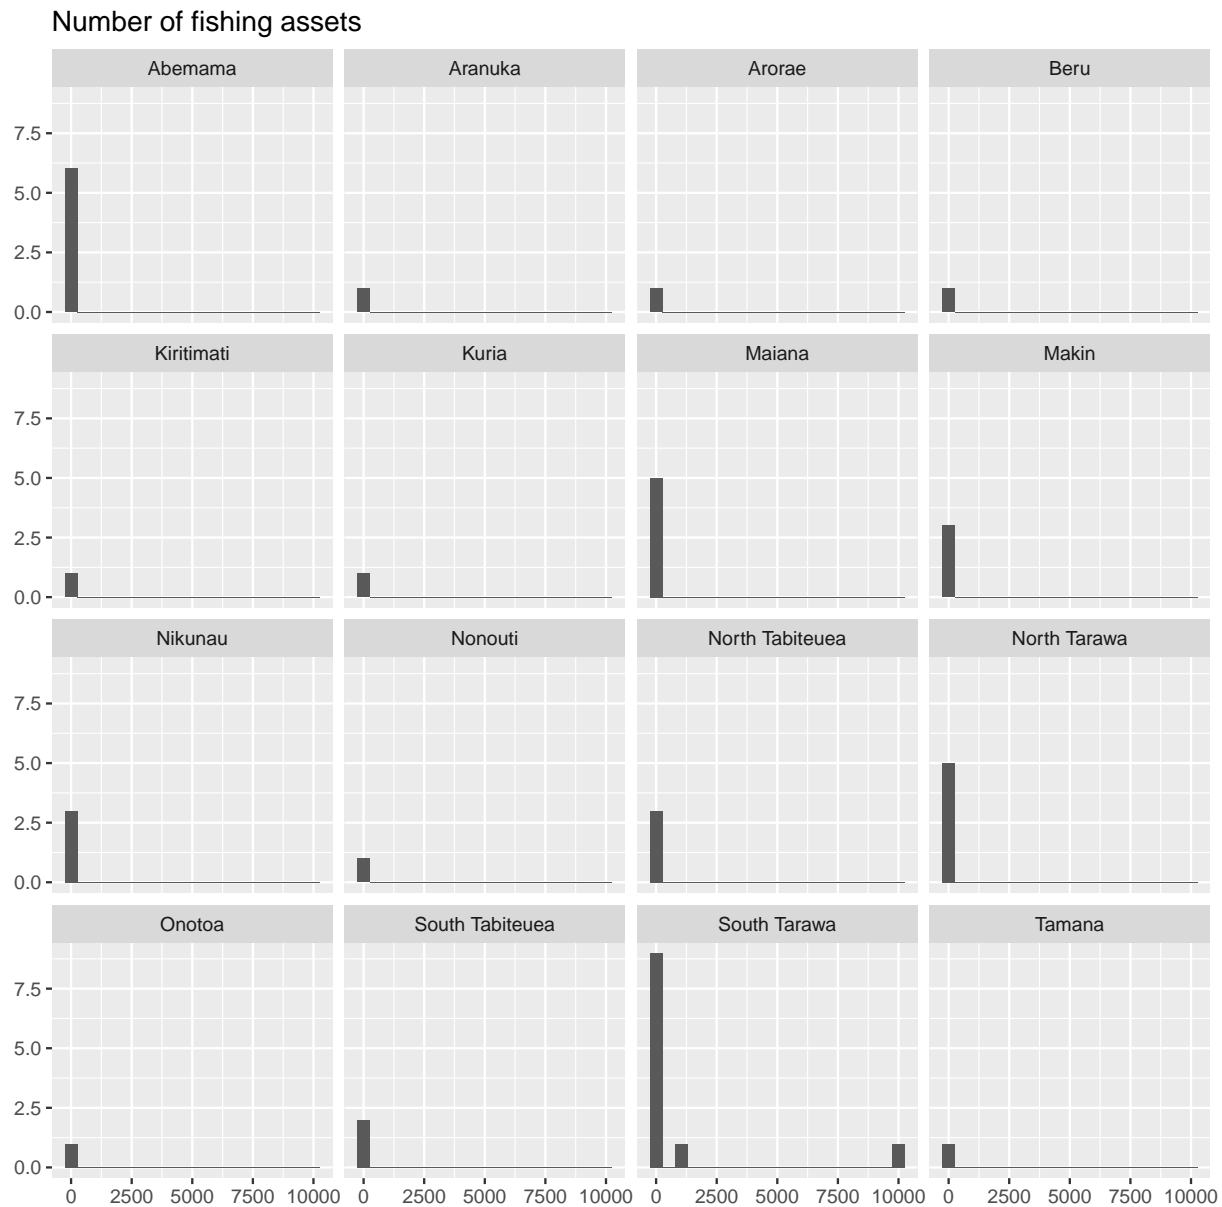 Number of fishing assets
Abemama Aranuka Arorae Beru
7.5
5.0
2.5
0.0
Kiritimati Kuria Maiana Makin
7.5
5.0
2.5
0.0
Nikunau Nonouti North Tabiteuea North Tarawa
7.5
5.0
2.5
0.0
Onotoa South Tabiteuea South Tarawa Tamana
7.5
5.0
2.5
0.0
0 2500 5000 7500 10000 0 2500 5000 7500 10000 0 2500 5000 7500 10000 0 2500 5000 7500 10000